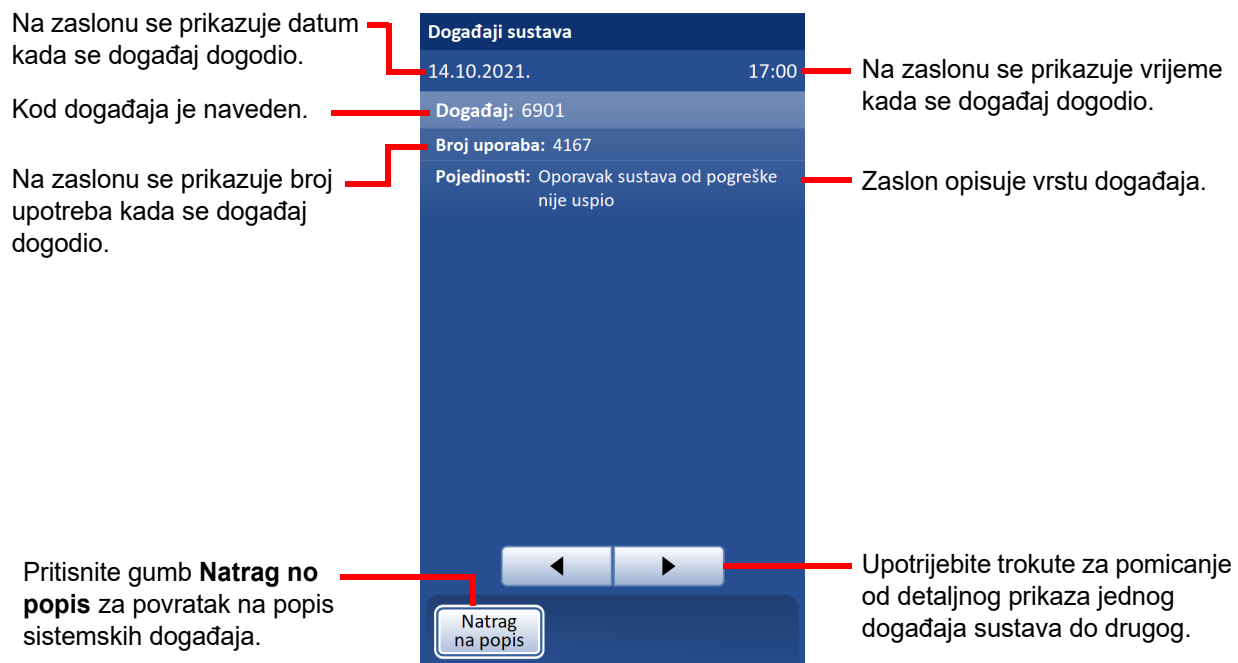 Na zaslonu se prikazuje datum
kada se događaj dogodio.
Kod događaja je naveden.
Na zaslonu se prikazuje broj
upotreba kada se događaj
dogodio.
Pritisnite gumb Natrag no
popis za povratak na popis
sistemskih događaja.
Događaji sustava
14.10.2021. 17:00
Događaj: 6901
Broj uporaba: 4167
Pojedinosti: Oporavak sustava od pogreške
nije uspio
Natrag
na popis
Na zaslonu se prikazuje vrijeme
kada se događaj dogodio.
Zaslon opisuje vrstu događaja.
Upotrijebite trokute za pomicanje
od detaljnog prikaza jednog
događaja sustava do drugog.